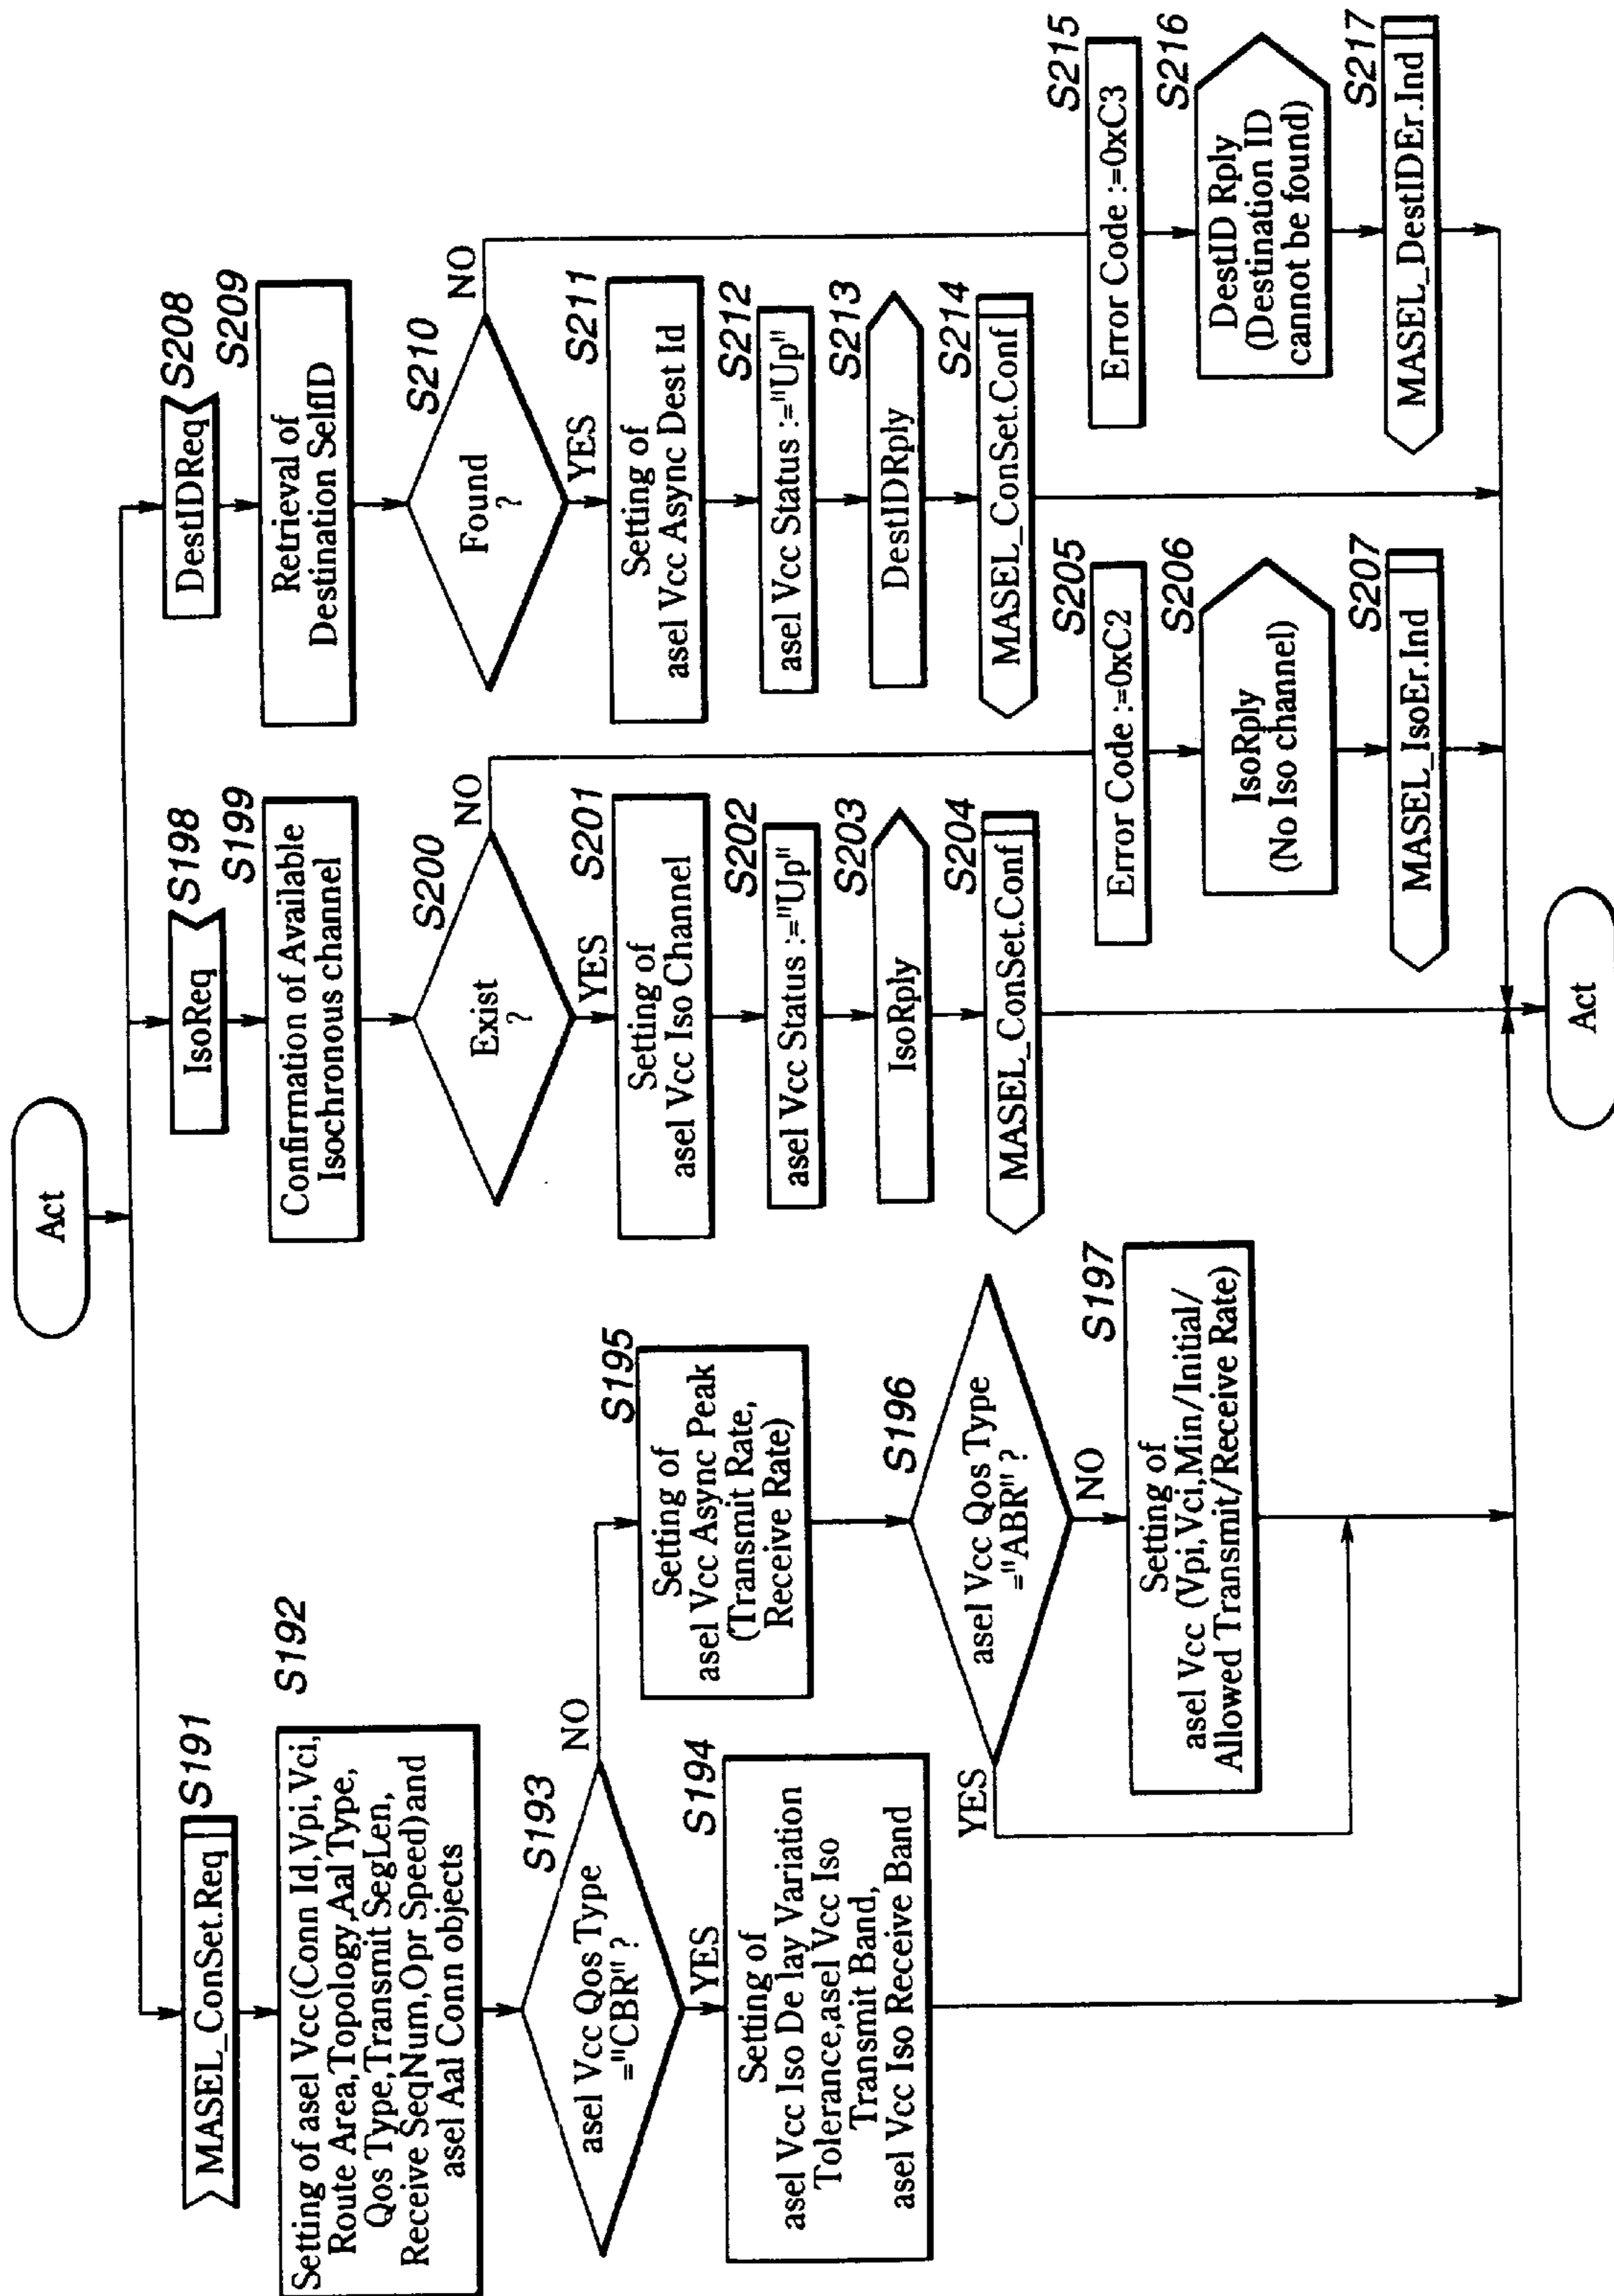 Act
MASEL_ConSet.Req
S191
Setting of asel Vcc(Conn Id,Vpi,Vci,
Route Area,Topology,Aal Type,
Qos Type,Transmit SegLen,
Receive SeqNum,Opr Speed)and
asel Aal Conn objects
S192
asel Vcc Qos Type
="CBR" ?
S193
YES
NO
Setting of
asel Vcc Iso De lay Variation
Tolerance,asel Vcc Iso
Transmit Band,
asel Vcc Iso Receive Band
S194
Setting of
asel Vcc Async Peak
(Transmit Rate,
Receive Rate)
S195
asel Vcc Qos Type
="ABR" ?
S196
YES
NO
Setting of
asel Vcc (Vpi,Vci,Min/Initial/
Allowed Transmit/Receive Rate)
S197
IsoReq
S198
Confirmation of Available
Isochronous channel
S199
Exist
?
S200
YES
NO
Setting of
asel Vcc Iso Channel
S201
asel Vcc Status :="Up"
S202
IsoRply
S203
MASEL_ConSet.Conf
S204
Error Code :=0xC2
S205
IsoRply
(No Iso channel)
S206
MASEL_IsoEr.Ind
S207
DestIDReq
S208
Retrieval of
Destination SelfID
S209
Found
?
S210
YES
NO
Setting of
asel Vcc Async Dest Id
S211
asel Vcc Status :="Up"
S212
DestIDRply
S213
MASEL_ConSet.Conf
S214
Error Code :=0xC3
S215
DestID Rply
(Destination ID
cannot be found)
S216
MASEL_DestIDEr.Ind
S217
Act